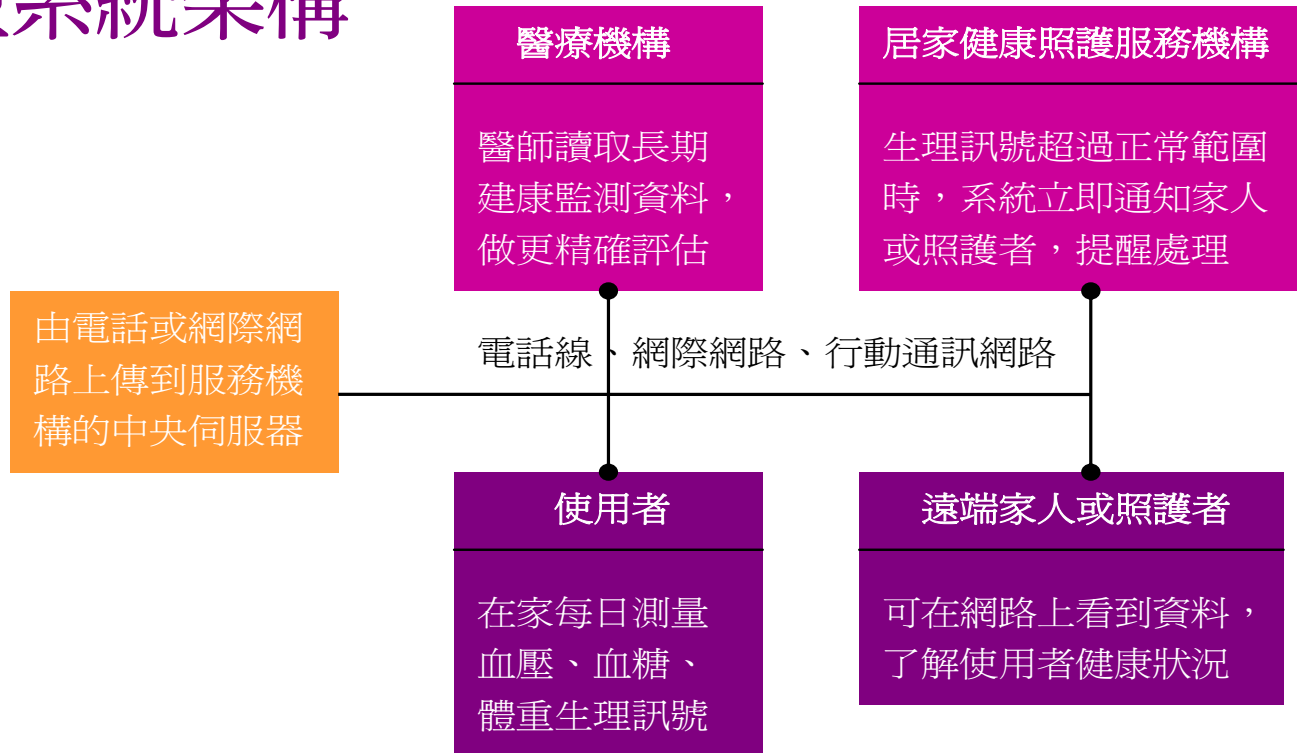 系統架構
醫療機構
醫師讀取長期
建康監測資料，
做更精確評估
居家健康照護服務機構
生理訊號超過正常範圍
時，系統立即通知家人
或照護者，提醒處理
由電話或網際網
路上傳到服務機
構的中央伺服器
電話線、網際網路、行動通訊網路
使用者
在家每日測量
血壓、血糖、
體重生理訊號
遠端家人或照護者
可在網路上看到資料，
了解使用者健康狀況